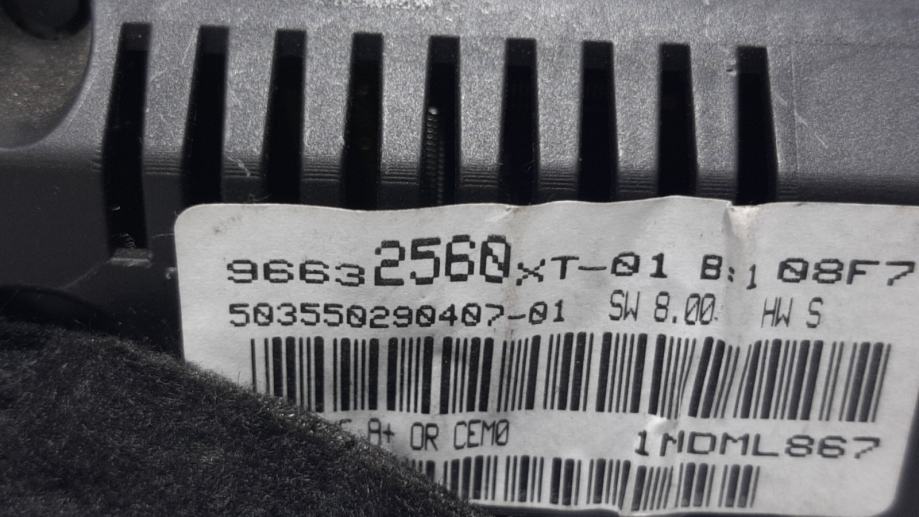 96632560XT-01 B:1 08F7
503550290407-01 SW 8.00 HW S
A+ OR CEM0
1NDML867